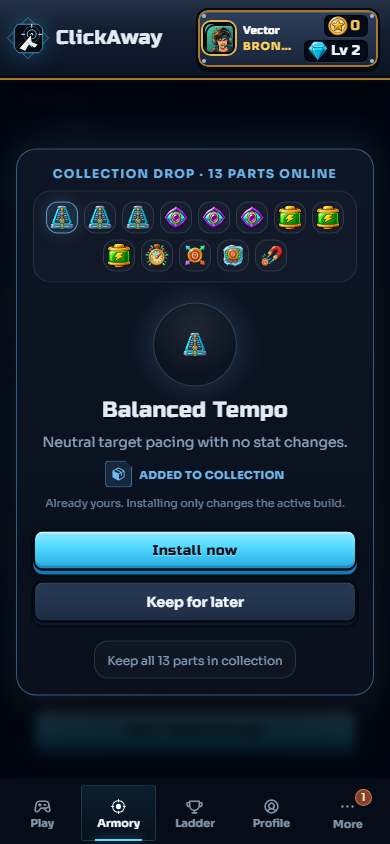 ClickAway
Vector
BRON...
0
Lv 2
COLLECTION DROP · 13 PARTS ONLINE
Balanced Tempo
Neutral target pacing with no stat changes.
ADDED TO COLLECTION
Already yours. Installing only changes the active build.
Install now
Keep for later
Keep all 13 parts in collection
Play
Armory
Ladder
Profile
1
More